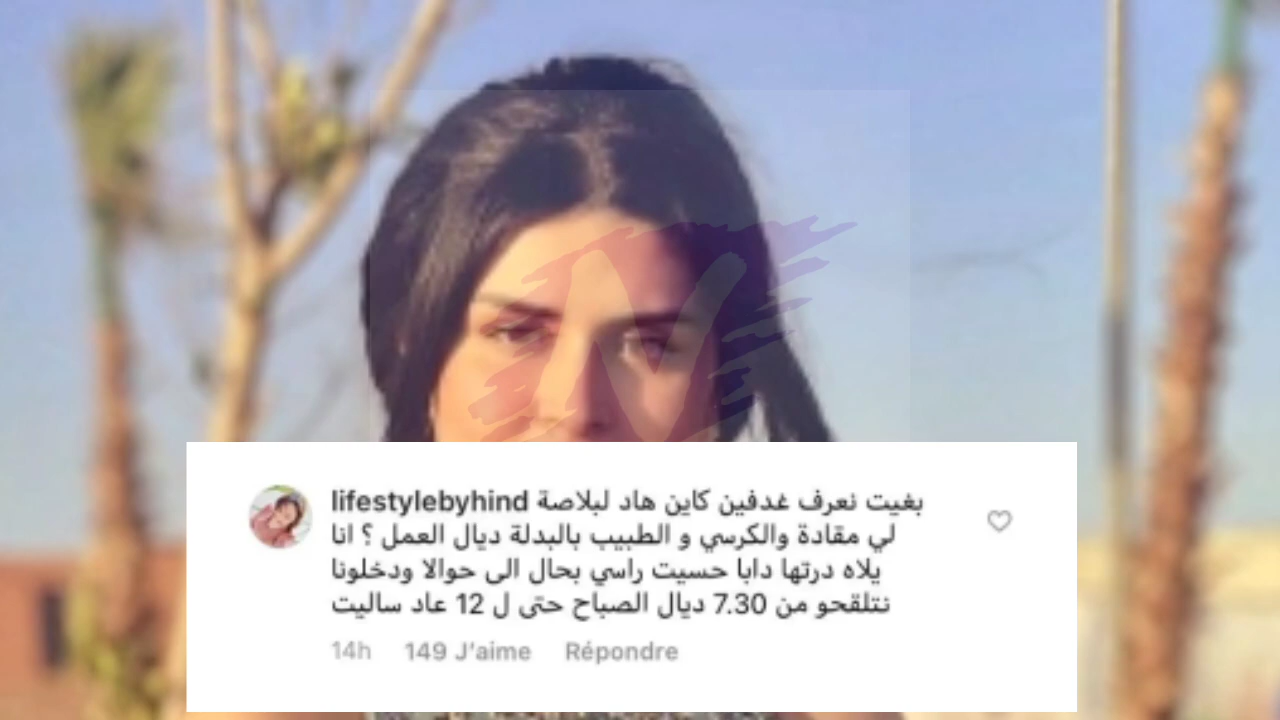 lifestylebyhind بغيت نعرف غدفين كاين هاد لبلاصة
لي مقادة والكرسي و الطبيب بالبدلة ديال العمل ؟ انا
يلاه درتها دابا حسيت راسي بحال الى حوالا ودخلونا
نتلقحو من 7.30 ديال الصباح حتى ل 12 عاد ساليت
14h 149 J’aime Répondre